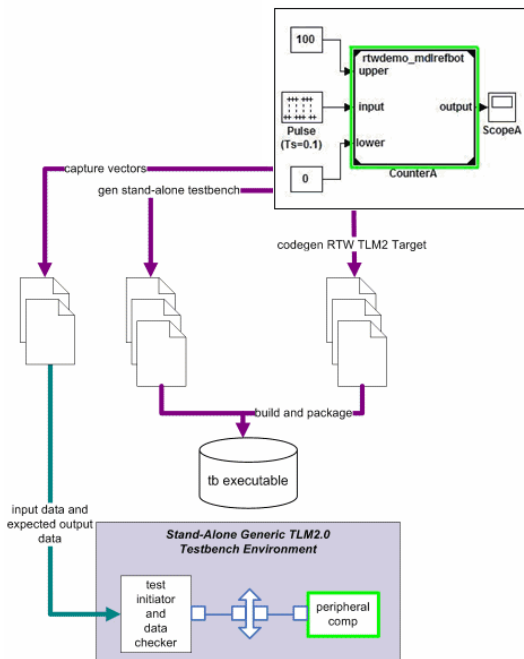 100
rtwdemo_mdlrefbot
upper
input
output
Pulse
(Ts=0.1)
ScopeA
lower
0
CounterA
capture vectors
gen stand-alone testbench
codegen RTW TLM2 Target
build and package
tb executable
input data and
expected output
data
Stand-Alone Generic TLM2.0
Testbench Environment
test
initiator
and
data
checker
peripheral
comp